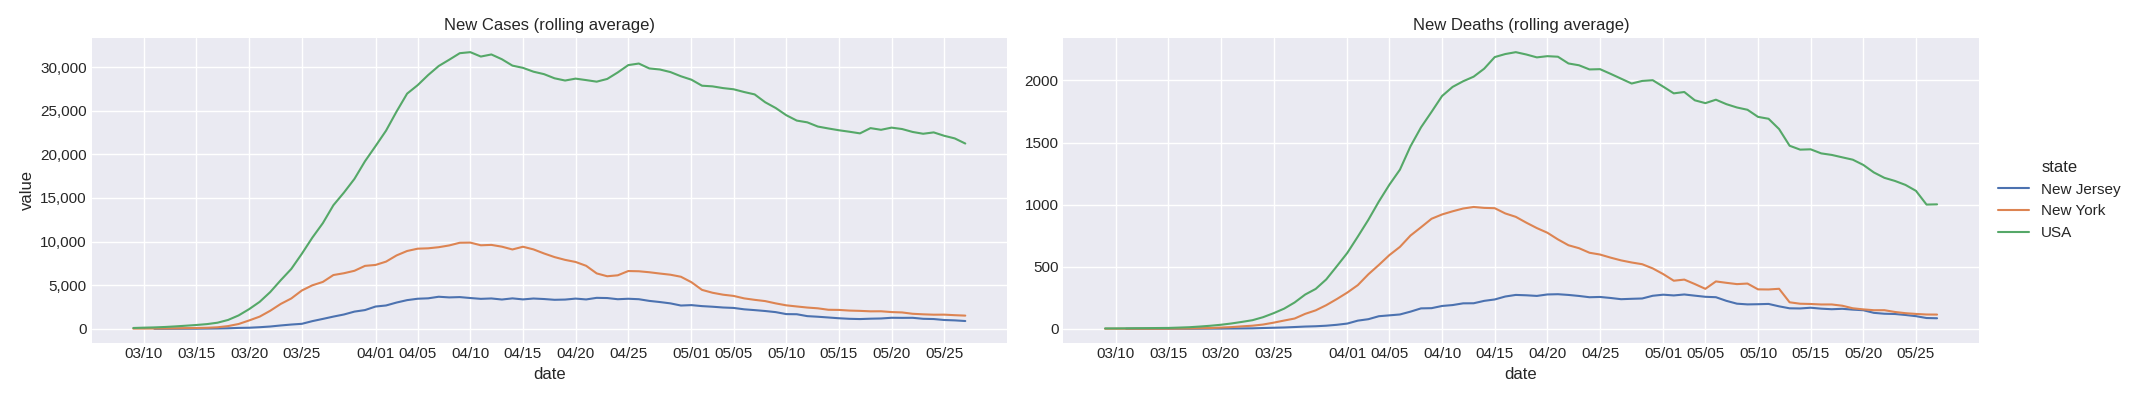 New Cases (rolling average)
30,000
25,000
20,000
15,000
10,000
5,000
0
value
03/10 03/15 03/20 03/25 04/01 04/05 04/10 04/15 04/20 04/25 05/01 05/05 05/10 05/15 05/20 05/25
date
New Deaths (rolling average)
2000
1500
1000
500
0
03/10 03/15 03/20 03/25 04/01 04/05 04/10 04/15 04/20 04/25 05/01 05/05 05/10 05/15 05/20 05/25
date
state
New Jersey
New York
USA